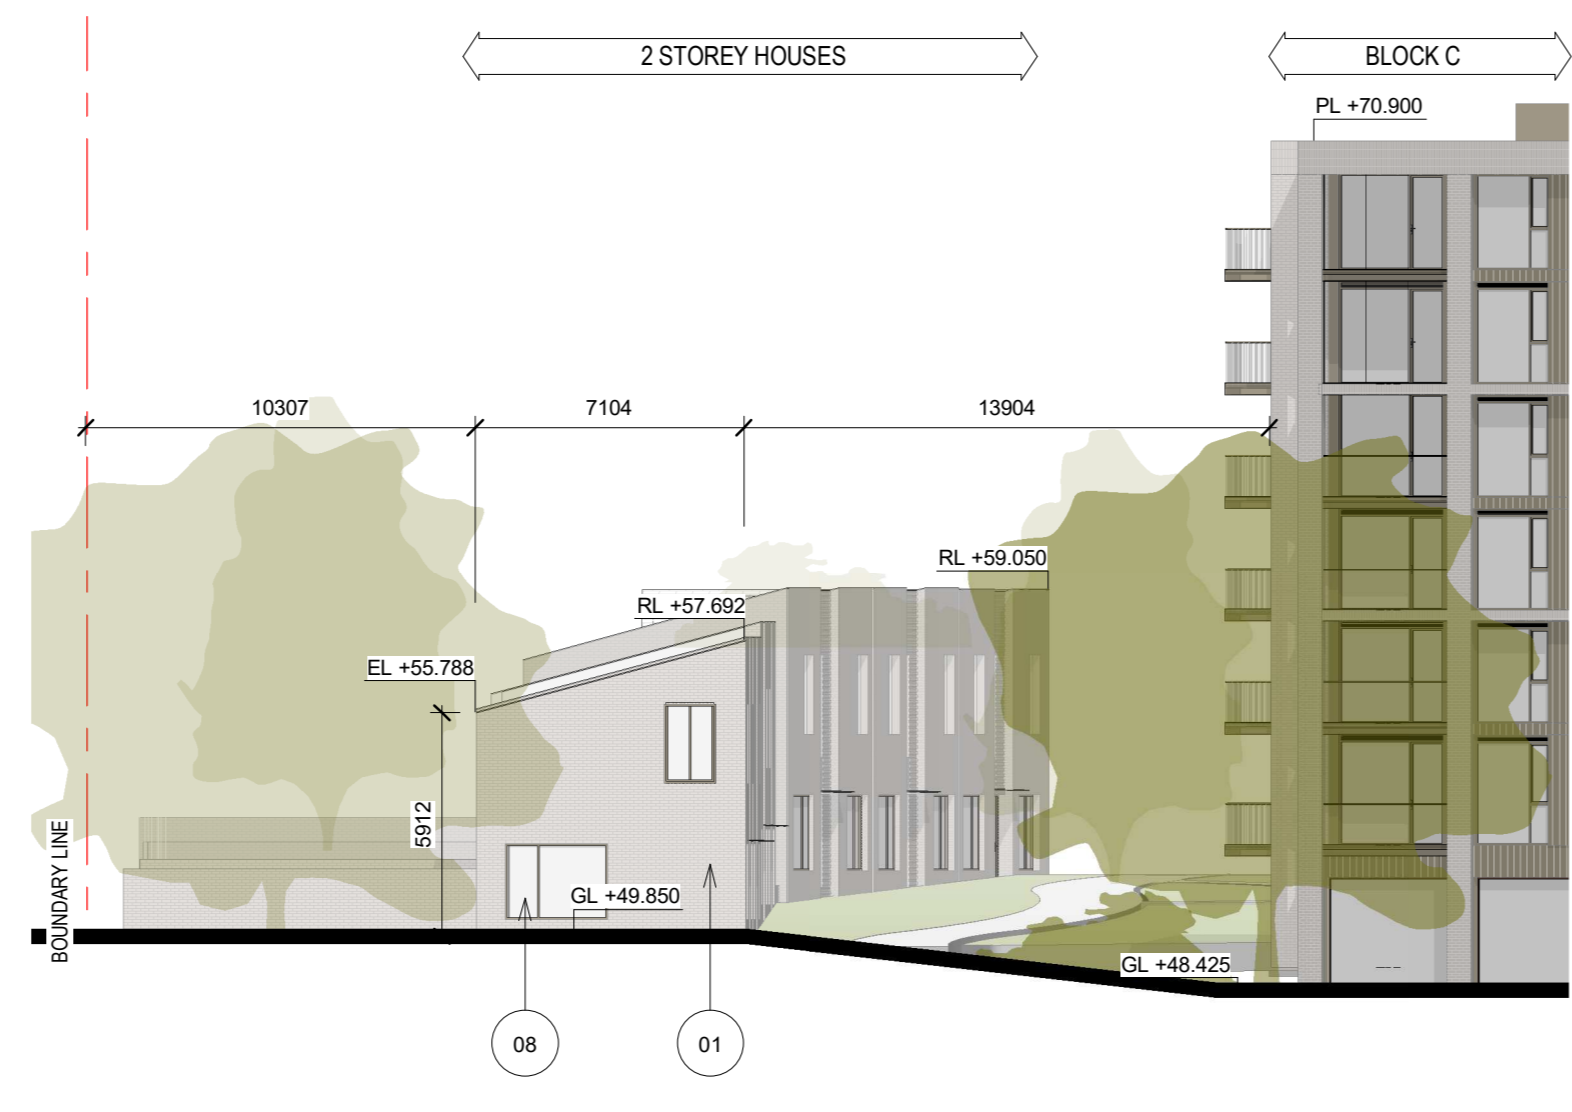 2 STOREY HOUSES
BLOCK C
PL +70.900
10307
7104
13904
RL +59.050
RL +57.692
EL +55.788
5912
BOUNDARY LINE
GL +49.850
GL +48.425
08
01